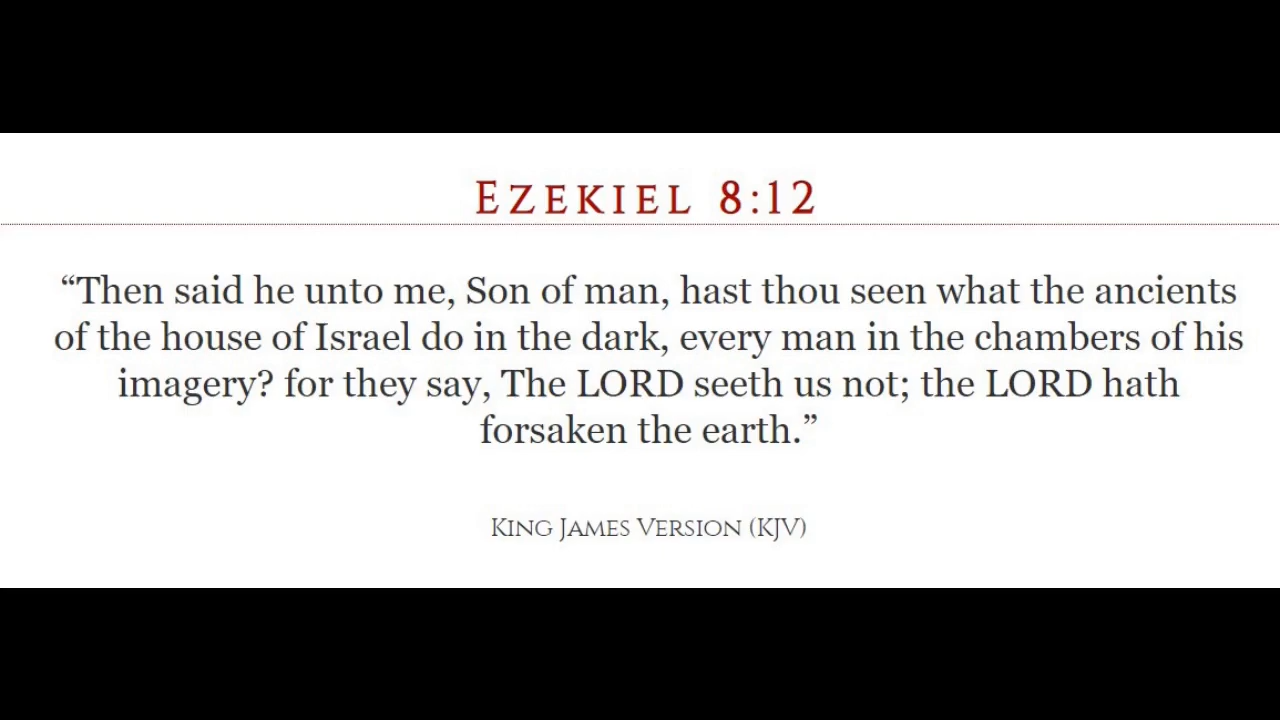 EZEKIEL 8:12
“Then said he unto me, Son of man, hast thou seen what the ancients
of the house of Israel do in the dark, every man in the chambers of his
imagery? for they say, The LORD seeth us not; the LORD hath
forsaken the earth.”
KING JAMES VERSION (KJV)